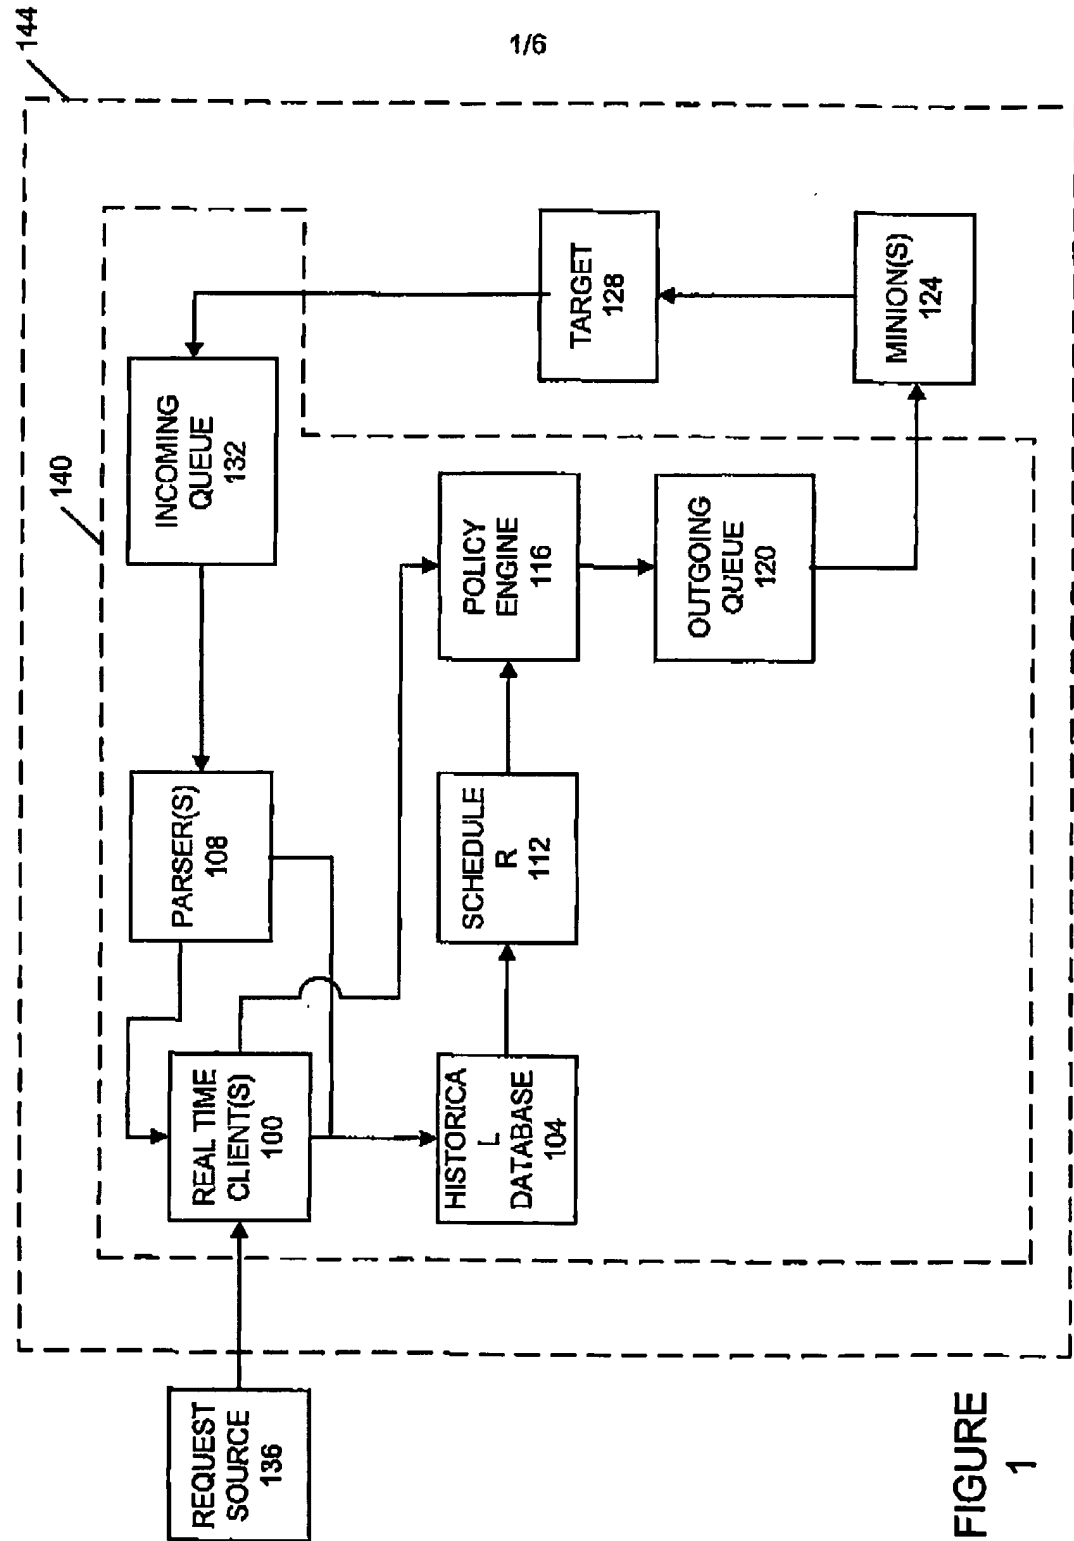 1/6
144
140
INCOMING
QUEUE
132
TARGET
128
MINION(S)
124
PARSER(S)
108
POLICY
ENGINE
116
OUTGOING
QUEUE
120
SCHEDULE
R
112
REAL TIME
CLIENT(S)
100
HISTORICA
L
DATABASE
104
REQUEST
SOURCE
136
FIGURE
1